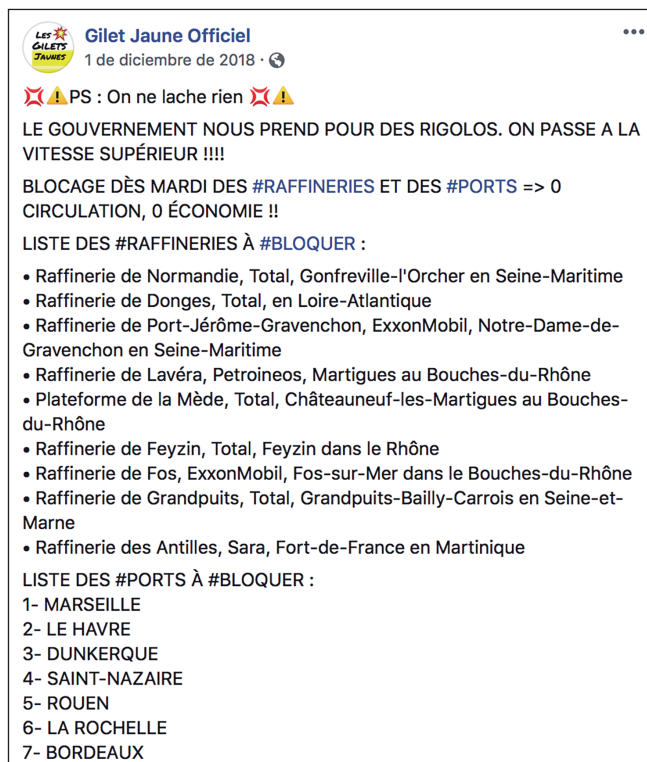 LES
GILETS
JAUNES
Gilet Jaune Officiel
1 de diciembre de 2018 ·
💢⚠️PS : On ne lache rien 💢⚠️
LE GOUVERNEMENT NOUS PREND POUR DES RIGOLOS. ON PASSE A LA
VITESSE SUPÉRIEUR !!!!
BLOCAGE DÈS MARDI DES #RAFFINERIES ET DES #PORTS => 0
CIRCULATION, 0 ÉCONOMIE !!
LISTE DES #RAFFINERIES À #BLOQUER :
• Raffinerie de Normandie, Total, Gonfreville-l'Orcher en Seine-Maritime
• Raffinerie de Donges, Total, en Loire-Atlantique
• Raffinerie de Port-Jérôme-Gravenchon, ExxonMobil, Notre-Dame-de-
Gravenchon en Seine-Maritime
• Raffinerie de Lavéra, Petroineos, Martigues au Bouches-du-Rhône
• Plateforme de la Mède, Total, Châteauneuf-les-Martigues au Bouches-
du-Rhône
• Raffinerie de Feyzin, Total, Feyzin dans le Rhône
• Raffinerie de Fos, ExxonMobil, Fos-sur-Mer dans le Bouches-du-Rhône
• Raffinerie de Grandpuits, Total, Grandpuits-Bailly-Carrois en Seine-et-
Marne
• Raffinerie des Antilles, Sara, Fort-de-France en Martinique
LISTE DES #PORTS À #BLOQUER :
1- MARSEILLE
2- LE HAVRE
3- DUNKERQUE
4- SAINT-NAZAIRE
5- ROUEN
6- LA ROCHELLE
7- BORDEAUX